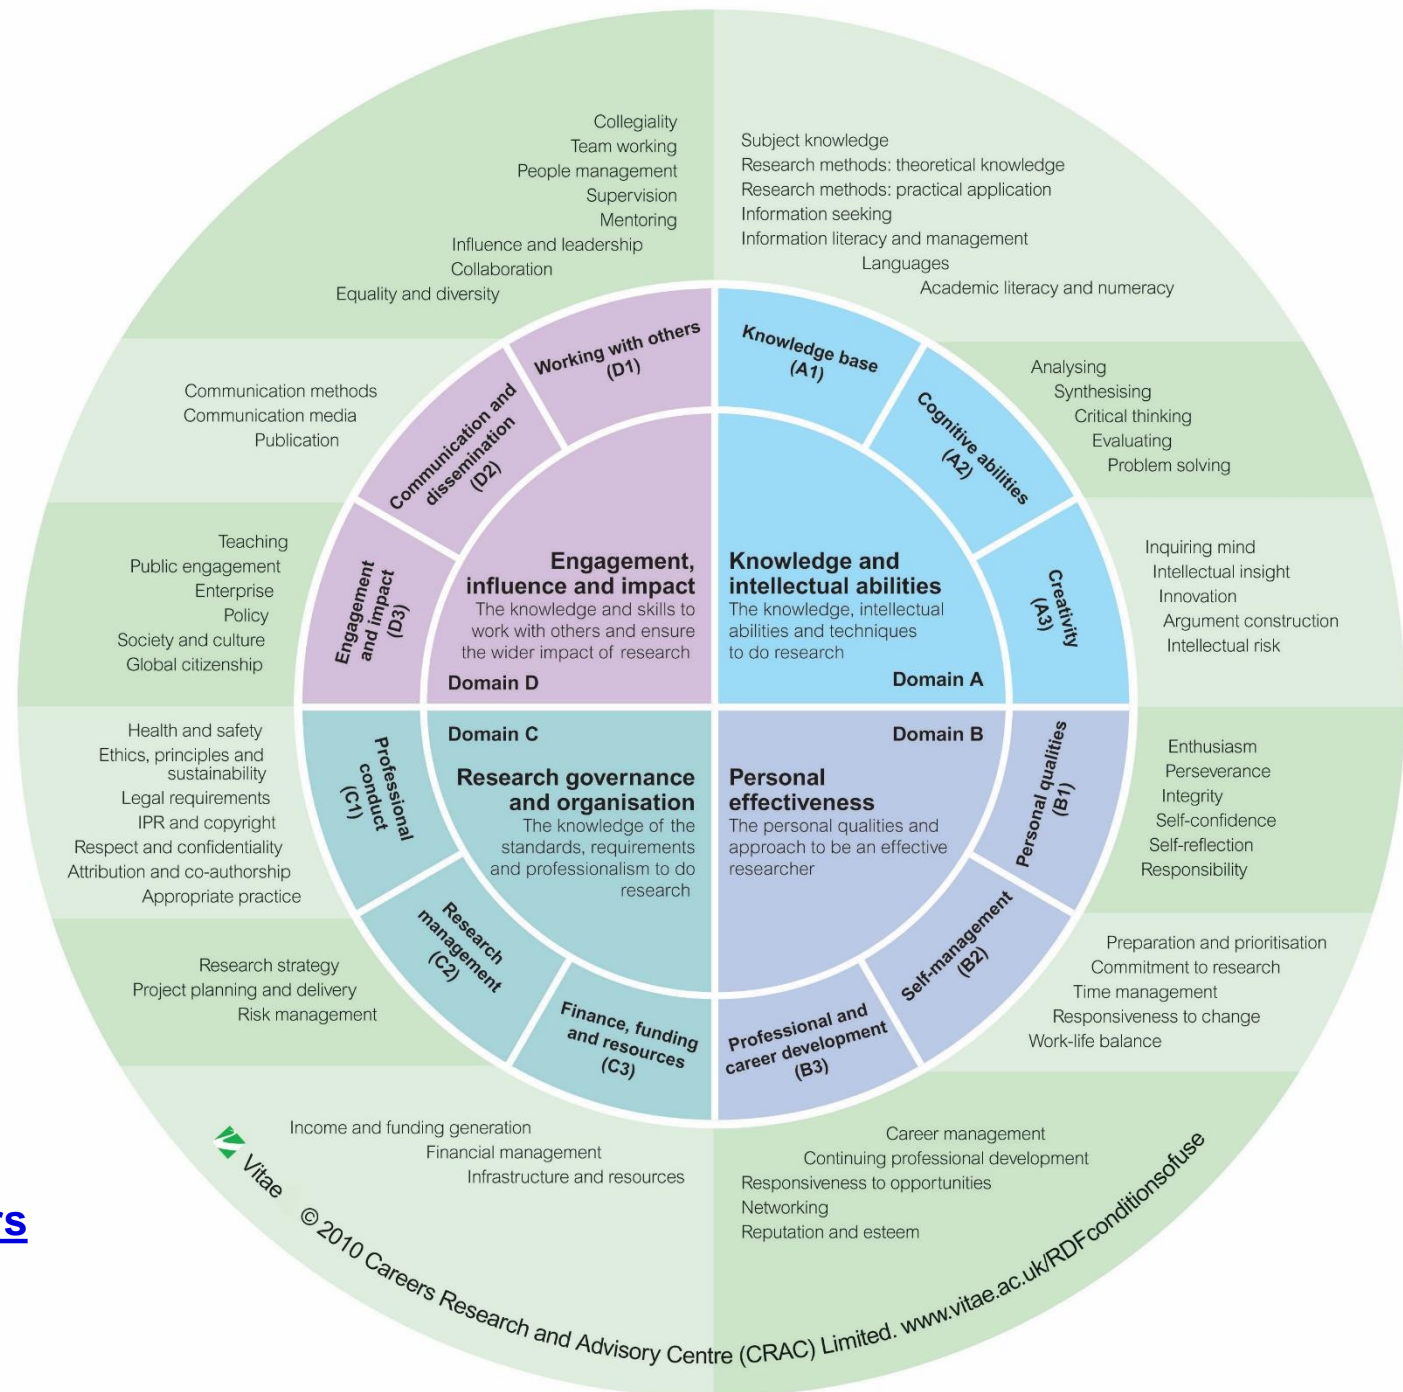 Collegiality
Team working
People management
Supervision
Mentoring
Influence and leadership
Collaboration
Equality and diversity
Subject knowledge
Research methods: theoretical knowledge
Research methods: practical application
Information seeking
Information literacy and management
Languages
Academic literacy and numeracy
Working with others
(D1)
Knowledge base
(A1)
Communication methods
Communication media
Publication
Communication and
dissemination
(D2)
Cognitive abilities
(A2)
Analysing
Synthesising
Critical thinking
Evaluating
Problem solving
Teaching
Public engagement
Enterprise
Policy
Society and culture
Global citizenship
Engagement
and impact
(D3)
Engagement,
influence and impact
The knowledge and skills to
work with others and ensure
the wider impact of research
Domain D
Knowledge and
intellectual abilities
The knowledge, intellectual
abilities and techniques
to do research
Domain A
Creativity
(A3)
Inquiring mind
Intellectual insight
Innovation
Argument construction
Intellectual risk
Health and safety
Ethics, principles and
sustainability
Legal requirements
IPR and copyright
Respect and confidentiality
Attribution and co-authorship
Appropriate practice
Professional
conduct
(C1)
Domain C
Research governance
and organisation
The knowledge of the
standards, requirements
and professionalism to do
research
Domain B
Personal
effectiveness
The personal qualities and
approach to be an effective
researcher
Personal qualities
(B1)
Enthusiasm
Perseverance
Integrity
Self-confidence
Self-reflection
Responsibility
Research strategy
Project planning and delivery
Risk management
Research
management
(C2)
Self-management
(B2)
Preparation and prioritisation
Commitment to research
Time management
Responsiveness to change
Work-life balance
Finance, funding
and resources
(C3)
Professional and
career development
(B3)
Income and funding generation
Financial management
Infrastructure and resources
Career management
Continuing professional development
Responsiveness to opportunities
Networking
Reputation and esteem
rs
Vitae © 2010 Careers Research and Advisory Centre (CRAC) Limited. www.vitae.ac.uk/RDFconditionsofuse